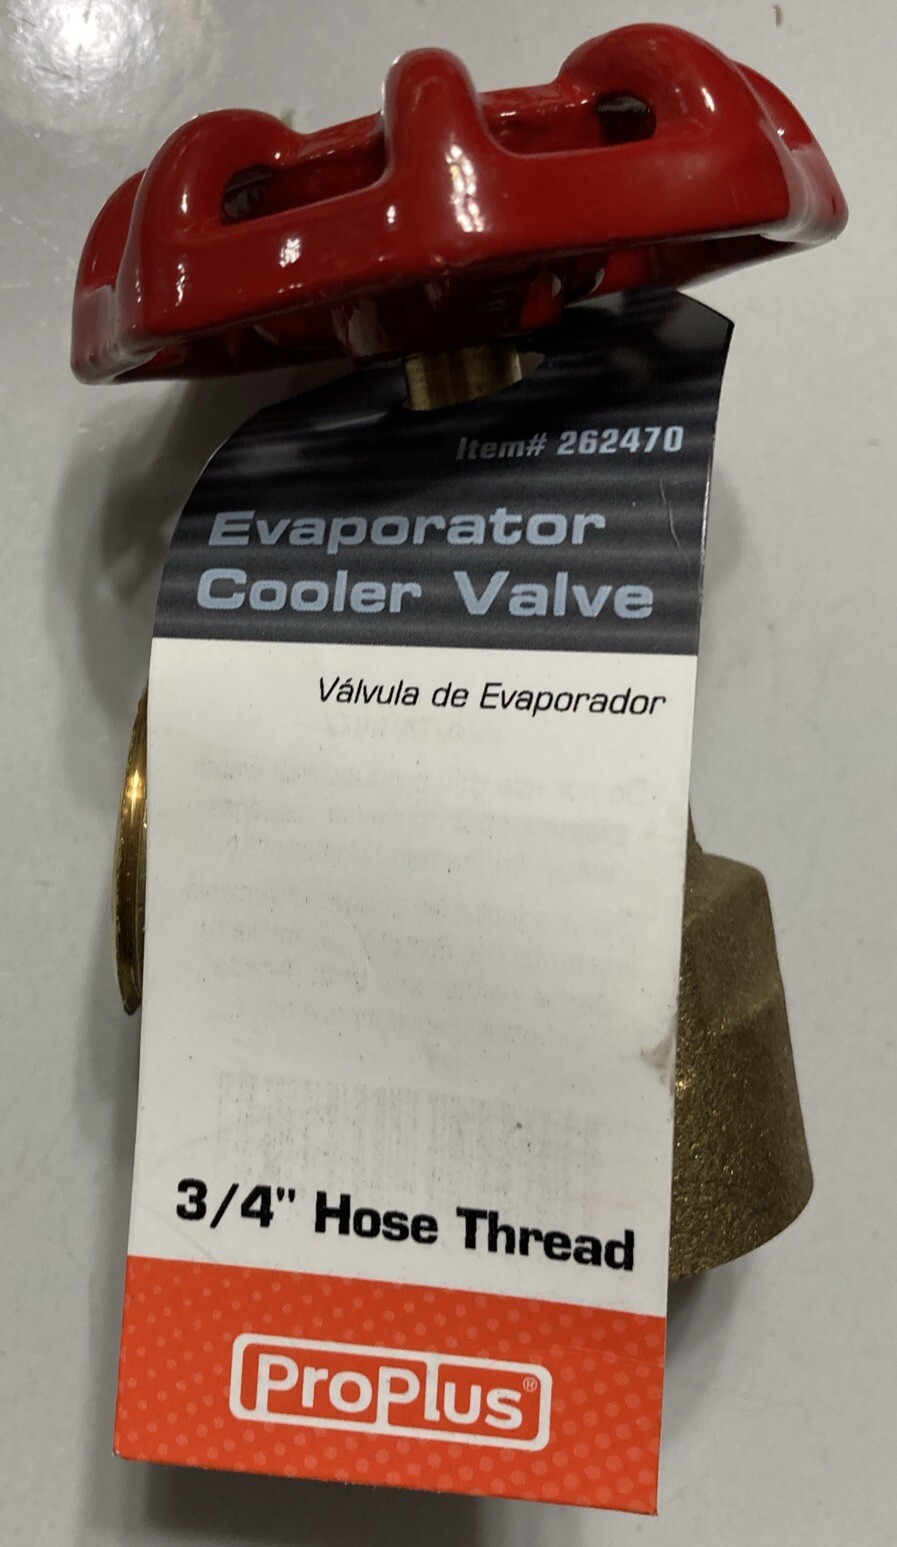 Item# 262470
Evaporator
Cooler Valve
Válvula de Evaporador
3/4" Hose Thread
ProPlus®